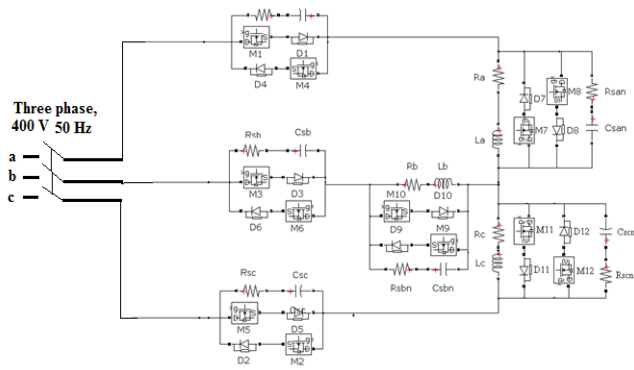 M1
D1
D4
M4
Three phase,
400 V 50 Hz
a
b
c
Rsh
Csb
M3
D3
D6
M6
Rsc
Csc
M5
D5
D2
M2
Rb
Lb
M10
D10
D9
M9
Rsbn
Csbn
Ra
La
D7
M8
M7
D8
Rsan
Csan
Rc
Lc
M11
D12
D11
M12
Cscn
Rscn